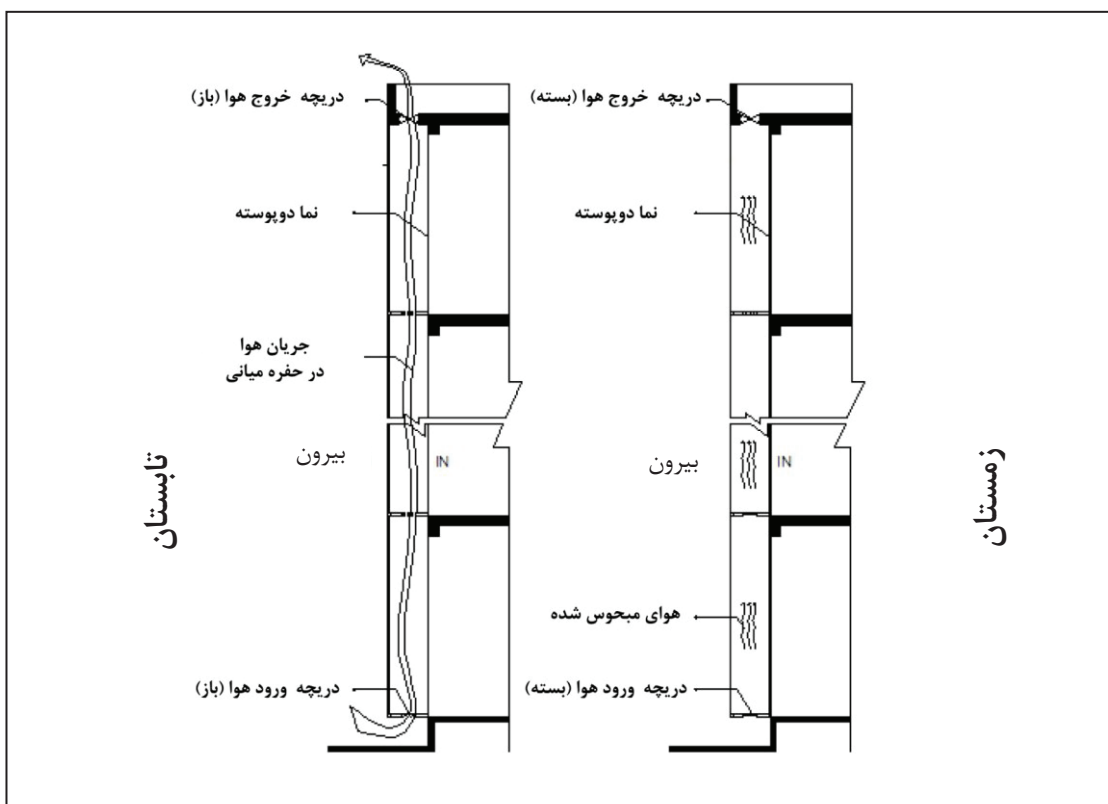 دریچه خروج هوا (بسته)
دریچه خروج هوا (باز)
نما دوپوسته
نما دوپوسته
جریان هوا
در حفره میانی
بیرون
IN
بیرون
IN
زمستان
تابستان
هوای مبحوس شده
دریچه ورود هوا (بسته)
دریچه ورود هوا (باز)